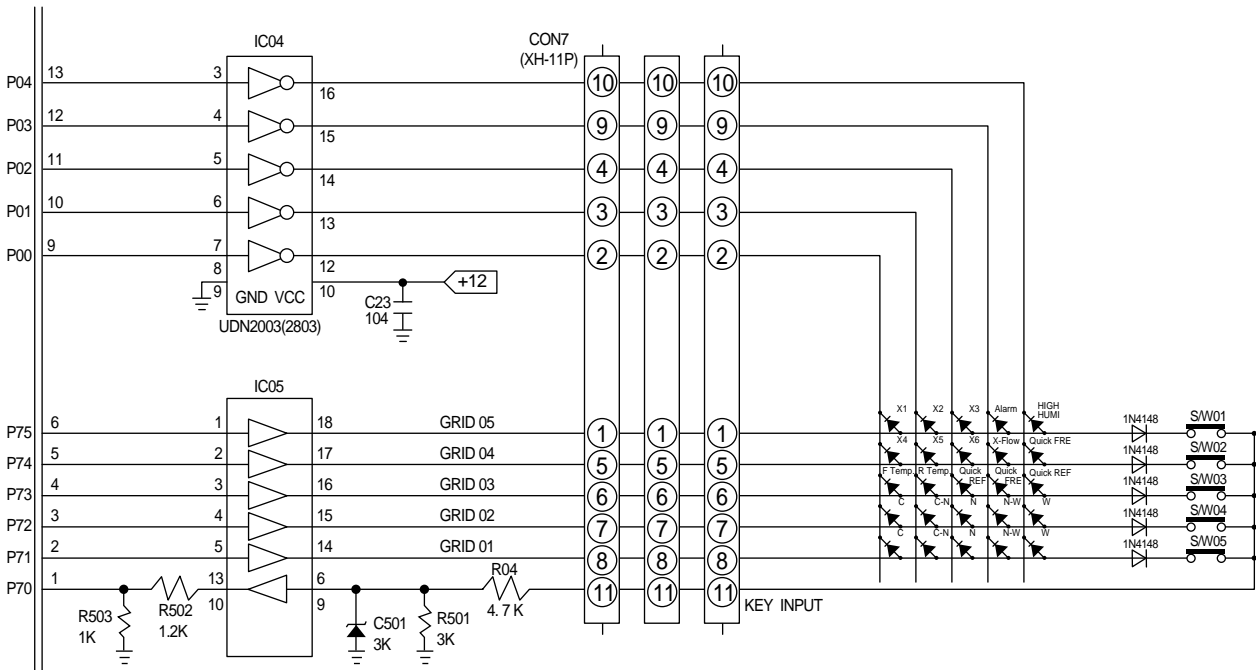 IC04
CON7
(XH-11P)
P04 13 3 16 10 10 10
P03 12 4 15 9 9 9
P02 11 5 14 4 4 4
P01 10 6 13 3 3 3
P00 9 7 12 2 2 2
8
9 GND VCC 10 +12
C23
104
UDN2003(2803)
IC05
X1 X2 X3 Alarm HIGH
HUMI
1N4148 S/W01
P75 6 1 18 GRID 05 1 1 1
X4 X5 X6 X-Flow Quick FRE
1N4148 S/W02
P74 5 2 17 GRID 04 5 5 5
F Temp. R Temp. Quick
REF Quick
FRE Quick REF
1N4148 S/W03
P73 4 3 16 GRID 03 6 6 6
C C-N N N-W W
1N4148 S/W04
P72 3 4 15 GRID 02 7 7 7
C C-N N N-W W
1N4148 S/W05
P71 2 5 14 GRID 01 8 8 8
P70 1 13 6 R04 11 11 11 KEY INPUT
10 9 4.7K
R503
1K
R502
1.2K
C501
3K
R501
3K